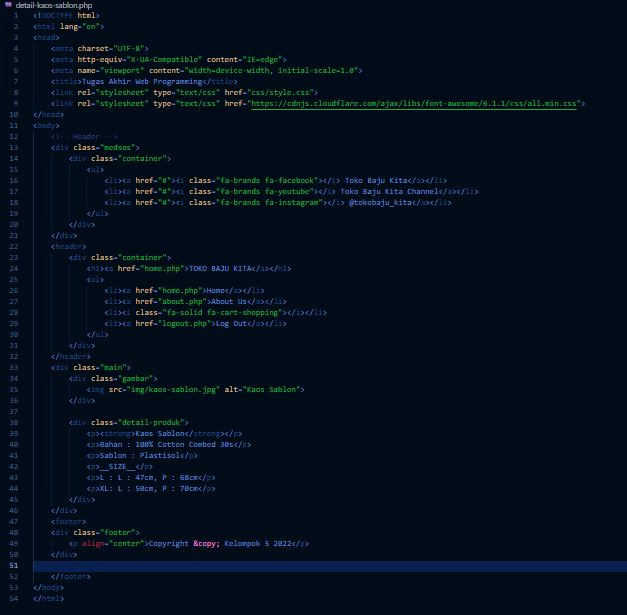 detail-kaos-sablon.php
1 <!DOCTYPE html>
2 <html lang="en">
3 <head>
4 <meta charset="UTF-8">
5 <meta http-equiv="X-UA-Compatible" content="IE=edge">
6 <meta name="viewport" content="width=device-width, initial-scale=1.0">
7 <title>Tugas Akhir Web Programming</title>
8 <link rel="stylesheet" type="text/css" href="css/style.css">
9 <link rel="stylesheet" type="text/css" href="https://cdnjs.cloudflare.com/ajax/libs/font-awesome/6.1.1/css/all.min.css">
10 </head>
11 <body>
12 <!-- Header -->
13 <div class="medsos">
14 <div class="container">
15 <ul>
16 <li><a href="#"><i class="fa-brands fa-facebook"></i> Toko Baju Kita</a></li>
17 <li><a href="#"><i class="fa-brands fa-youtube"></i> Toko Baju Kita Channel</a></li>
18 <li><a href="#"><i class="fa-brands fa-instagram"></i> @tokobaju_kita</a></li>
19 </ul>
20 </div>
21 </div>
22 <header>
23 <div class="container">
24 <h1><a href="home.php">TOKO BAJU KITA</a></h1>
25 <ul>
26 <li><a href="home.php">Home</a></li>
27 <li><a href="about.php">About Us</a></li>
28 <li><i class="fa-solid fa-cart-shopping"></i></li>
29 <li><a href="logout.php">Log Out</a></li>
30 </ul>
31 </div>
32 </header>
33 <div class="main">
34 <div class="gambar">
35 <img src="img/kaos-sablon.jpg" alt="Kaos Sablon">
36 </div>
37
38 <div class="detail-produk">
39 <p><strong>Kaos Sablon</strong></p>
40 <p>Bahan : 100% Cotton Combed 30s</p>
41 <p>Sablon : Plastisol</p>
42 <p>__SIZE__</p>
43 <p>L : L : 47cm, P : 68cm</p>
44 <p>XL: L : 50cm, P : 70cm</p>
45 </div>
46 </div>
47 <footer>
48 <div class="footer">
49 <p align="center">Copyright &copy; Kelompok 5 2022</p>
50 </div>
51
52 </footer>
53 </body>
54 </html>